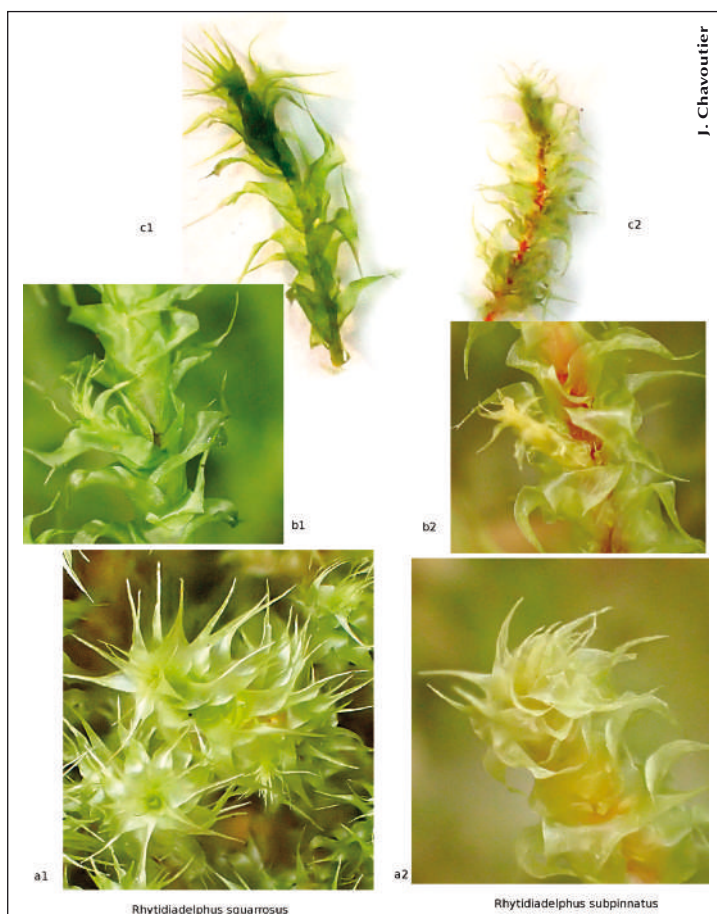 J. Chavoutier
c1
c2
b1
b2
a1
a2
Rhytidiadelphus squarrosus
Rhytidiadelphus subpinnatus